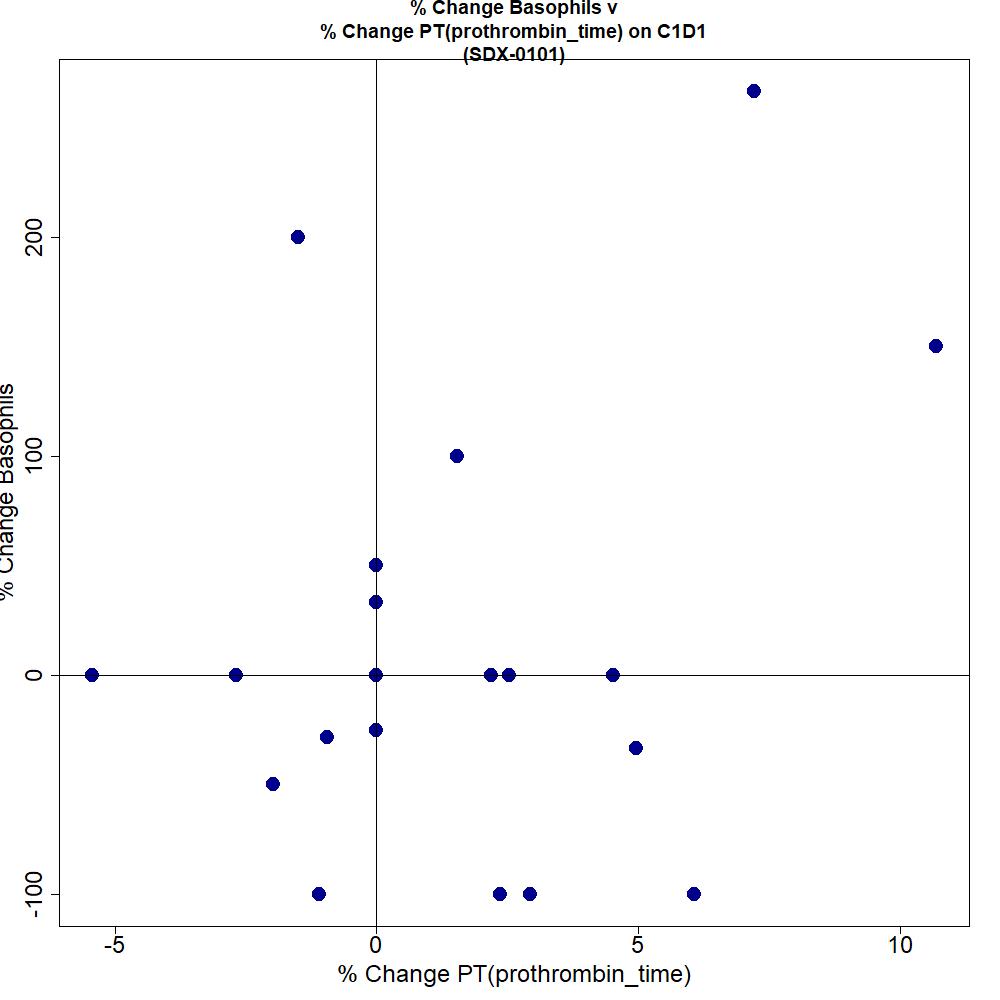 % Change Basophils v
% Change PT(prothrombin_time) on C1D1
(SDX-0101)
% Change Basophils
200
100
0
-100
-5
0
5
10
% Change PT(prothrombin_time)